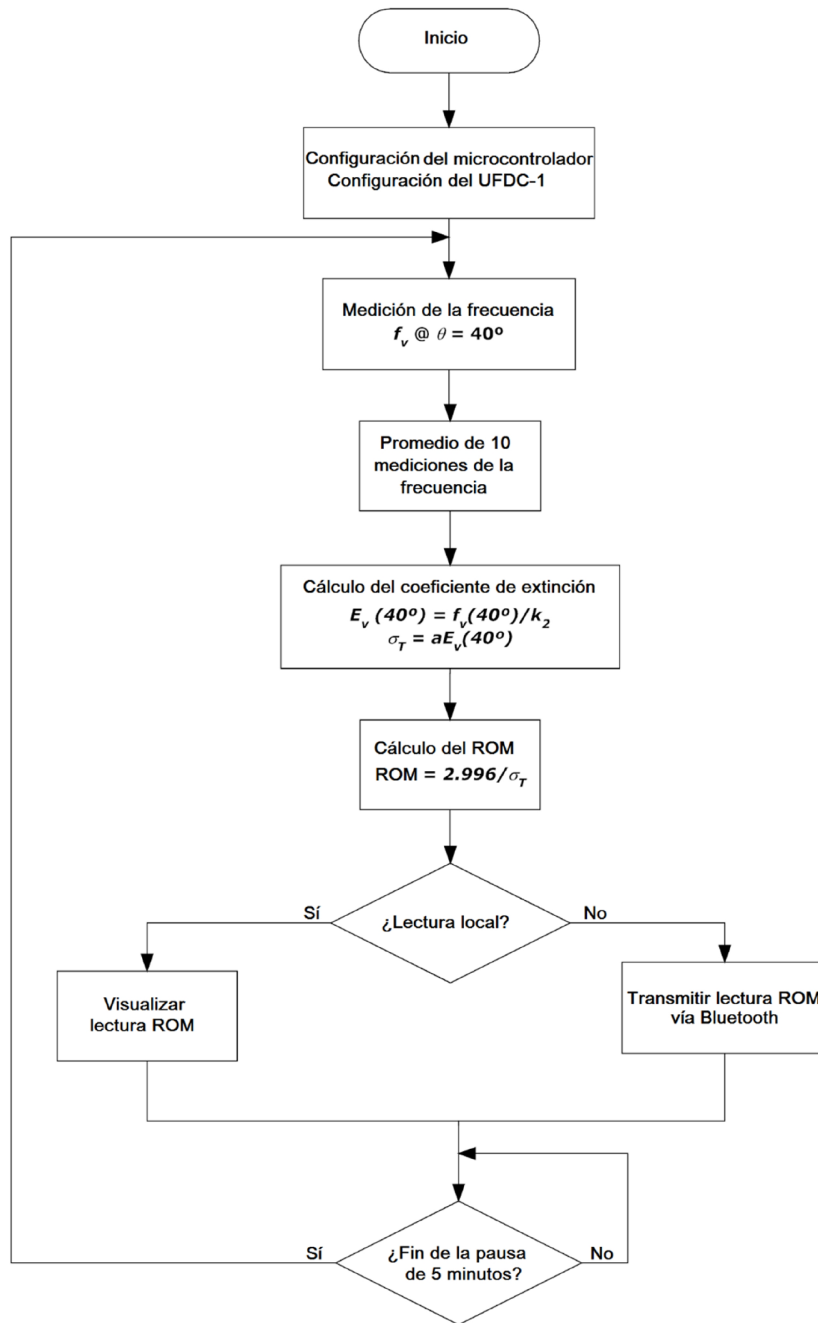 Inicio
Configuración del microcontrolador
Configuración del UFDC-1
Medición de la frecuencia
f_v @ θ = 40º
Promedio de 10
mediciones de la
frecuencia
Cálculo del coeficiente de extinción
E_v (40º) = f_v(40º)/k_2
σ_T = aE_v(40º)
Cálculo del ROM
ROM = 2.996/σ_T
¿Lectura local?
Sí
No
Visualizar
lectura ROM
Transmitir lectura ROM
vía Bluetooth
¿Fin de la pausa
de 5 minutos?
Sí
No